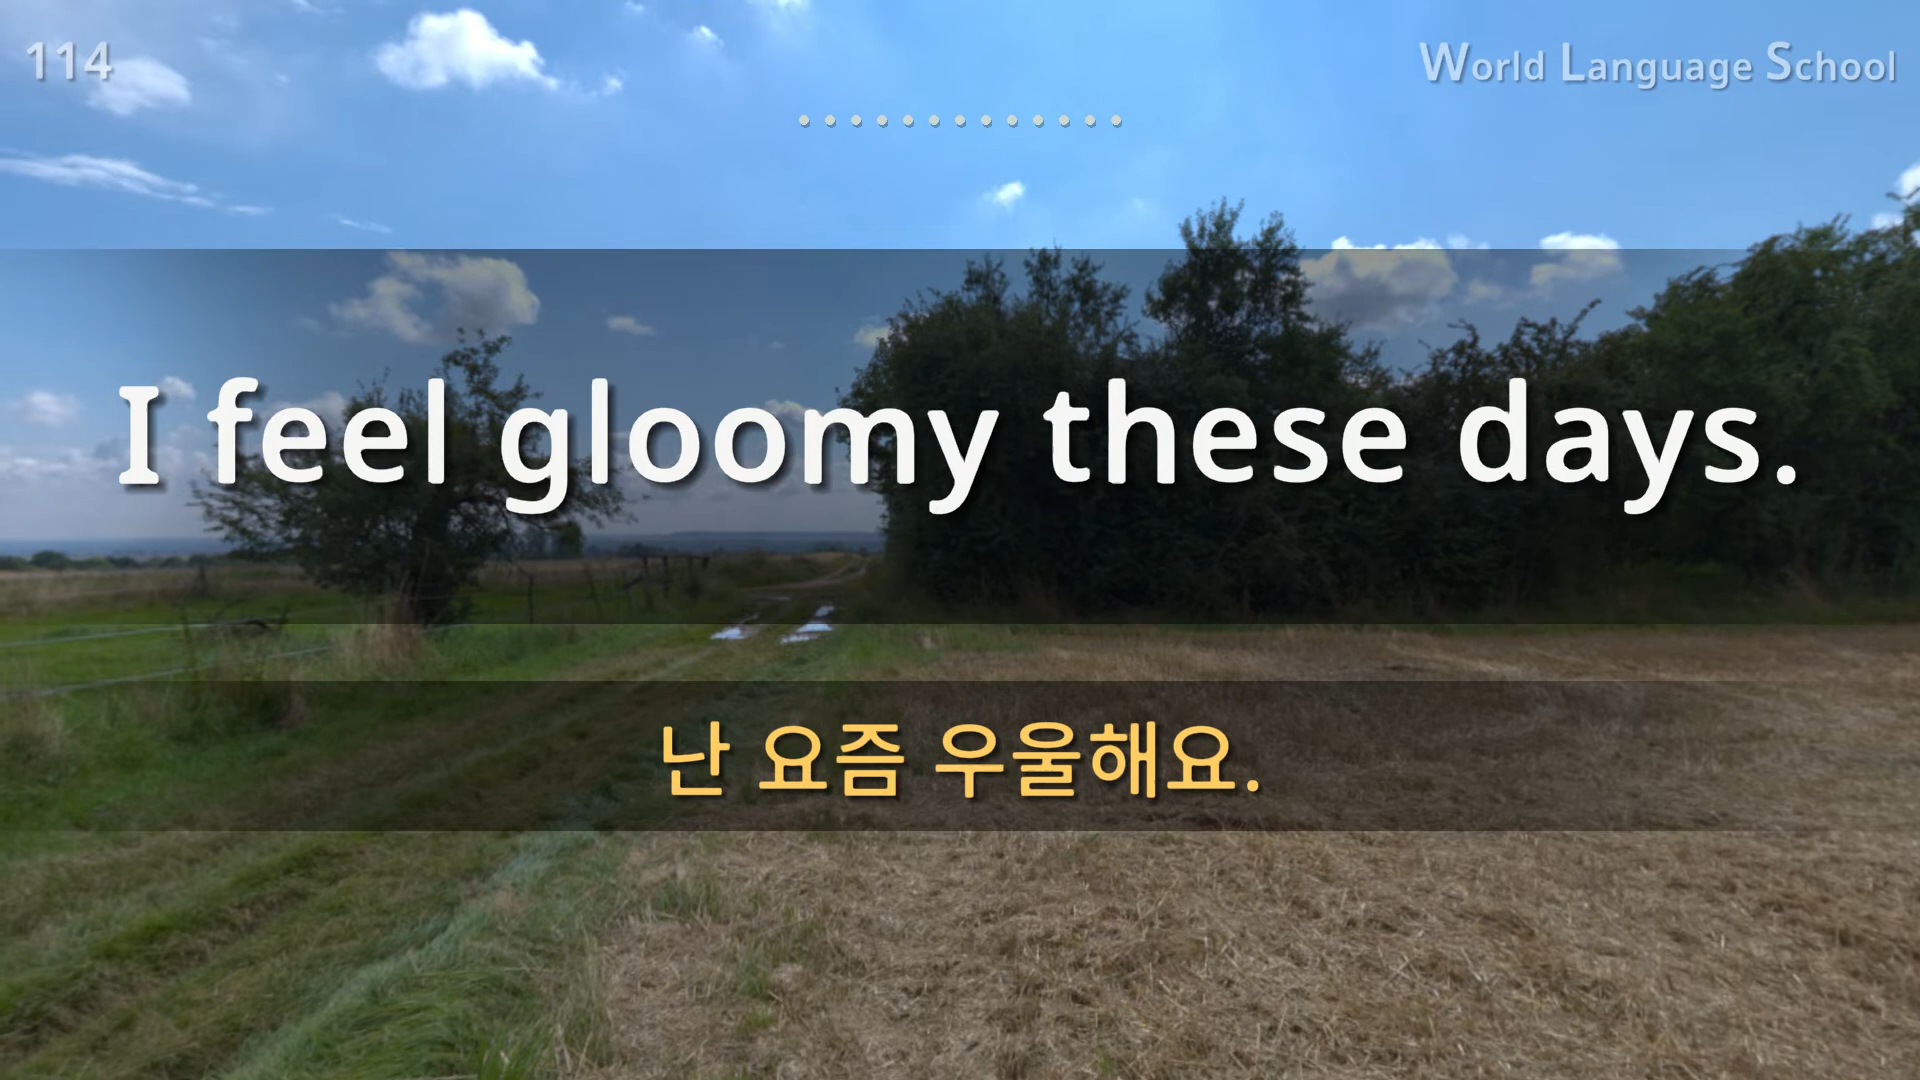 114
World Language School
I feel gloomy these days.
난 요즘 우울해요.